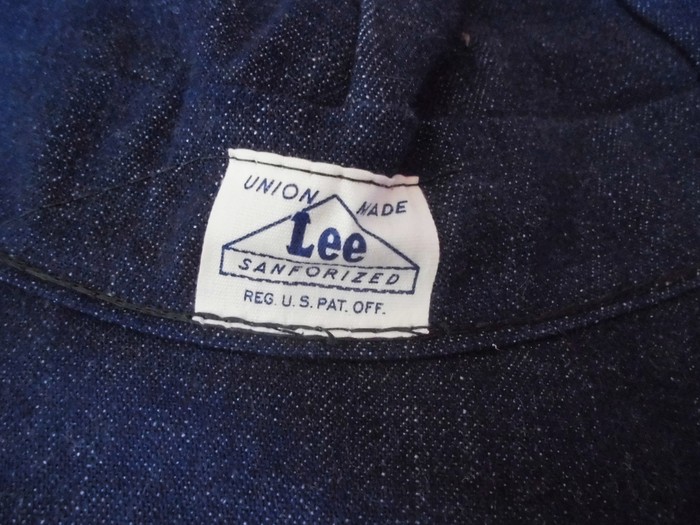 UNION MADE
Lee
SANFORIZED
REG. U.S. PAT. OFF.